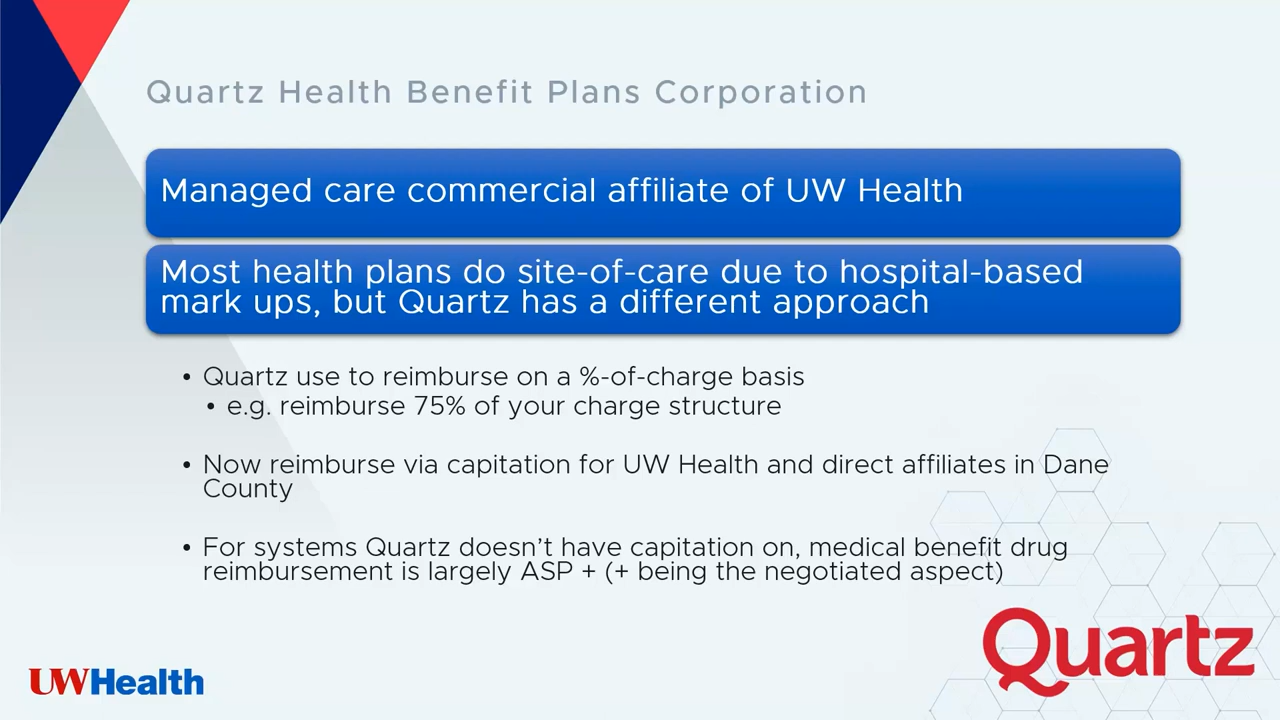 Quartz Health Benefit Plans Corporation
Managed care commercial affiliate of UW Health
Most health plans do site-of-care due to hospital-based
mark ups, but Quartz has a different approach
• Quartz use to reimburse on a %-of-charge basis
• e.g. reimburse 75% of your charge structure
• Now reimburse via capitation for UW Health and direct affiliates in Dane
County
• For systems Quartz doesn’t have capitation on, medical benefit drug
reimbursement is largely ASP + (+ being the negotiated aspect)
UWHealth
Quartz